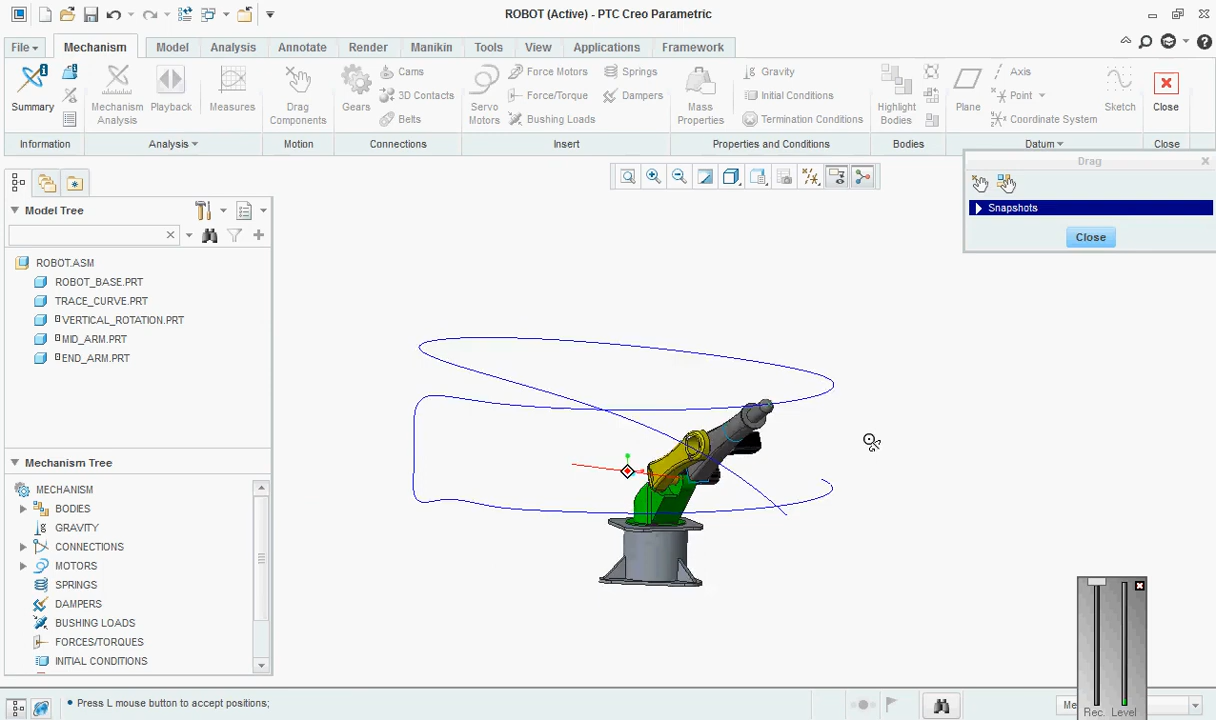 ROBOT (Active) - PTC Creo Parametric
File Mechanism Model Analysis Annotate Render Manikin Tools View Applications Framework
Summary
Mechanism Analysis
Playback
Measures
Drag Components
Gears
Cams
3D Contacts
Belts
Servo Motors
Force Motors
Force/Torque
Bushing Loads
Springs
Dampers
Mass Properties
Gravity
Initial Conditions
Termination Conditions
Highlight Bodies
Plane
Axis
Point
Coordinate System
Sketch
Close
Information Analysis Motion Connections Insert Properties and Conditions Bodies Datum Close
Drag
Snapshots
Close
Model Tree
ROBOT.ASM
ROBOT_BASE.PRT
TRACE_CURVE.PRT
VERTICAL_ROTATION.PRT
MID_ARM.PRT
END_ARM.PRT
Mechanism Tree
MECHANISM
BODIES
GRAVITY
CONNECTIONS
MOTORS
SPRINGS
DAMPERS
BUSHING LOADS
FORCES/TORQUES
INITIAL CONDITIONS
Rec. Level
• Press L mouse button to accept positions;